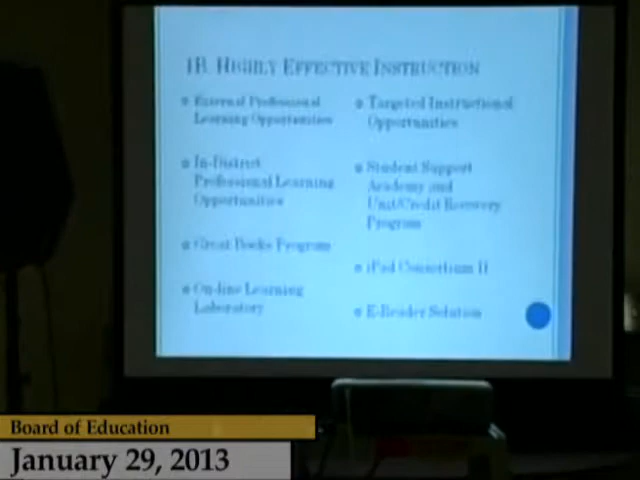 1B. HIGHLY EFFECTIVE INSTRUCTION
External Professional
Learning Opportunities
In-District
Professional Learning
Opportunities
Great Books Program
On-line Learning
Laboratory
Targeted Instructional
Opportunities
Student Support
Academy and
Unit/Credit Recovery
Program
iPad Consortium II
E-Reader Solution
Board of Education
January 29, 2013